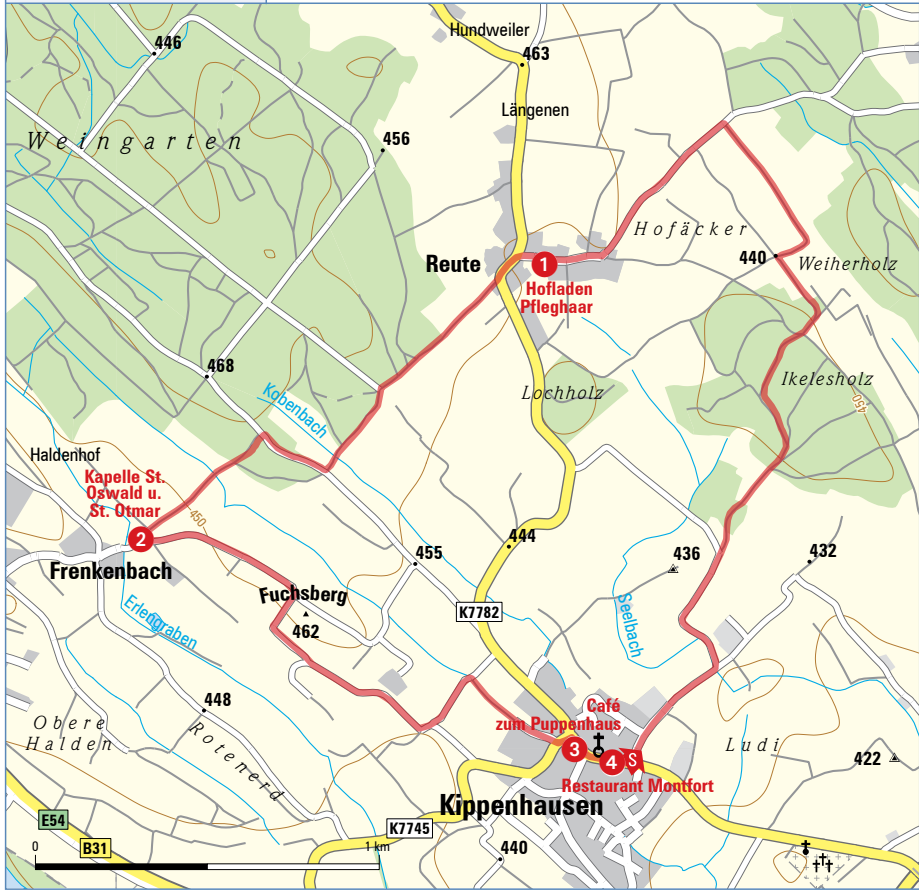 Hundweiler
446
463
Längenen
Weingarten
456
Hofäcker
Reute
1
440
Weiherholz
Hofladen
Pfleghaar
468
Ikelesholz
Kobenbach
Lochholz
450
Haldenhof
Kapelle St.
Oswald u.
St. Otmar
450
2
444
455
436
432
Frenkenbach
Fuchsberg
462
K7782
Erlengraben
Seelbach
448
Café
zum Puppenhaus
Obere
Halden
Rotenerd
3
4
S
Ludi
422
Restaurant Montfort
Kippenhausen
E54
K7745
B31
440
0
1 km